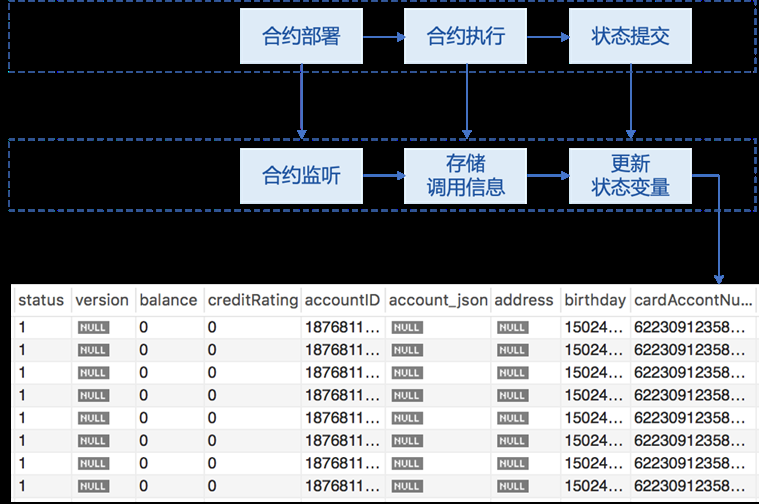 合约部署 合约执行 状态提交
合约监听 存储 调用信息 更新 状态变量
status version balance creditRating accountID account_json address birthday cardAccontNu...
1 NULL 0 0 1876811... NULL NULL 15024... 62230912358...
1 NULL 0 0 1876811... NULL NULL 15024... 62230912358...
1 NULL 0 0 1876811... NULL NULL 15024... 62230912358...
1 NULL 0 0 1876811... NULL NULL 15024... 62230912358...
1 NULL 0 0 1876811... NULL NULL 15024... 62230912358...
1 NULL 0 0 1876811... NULL NULL 15024... 62230912358...
1 NULL 0 0 1876811... NULL NULL 15024... 62230912358...
1 NULL 0 0 1876811... NULL NULL 15024... 62230912358...